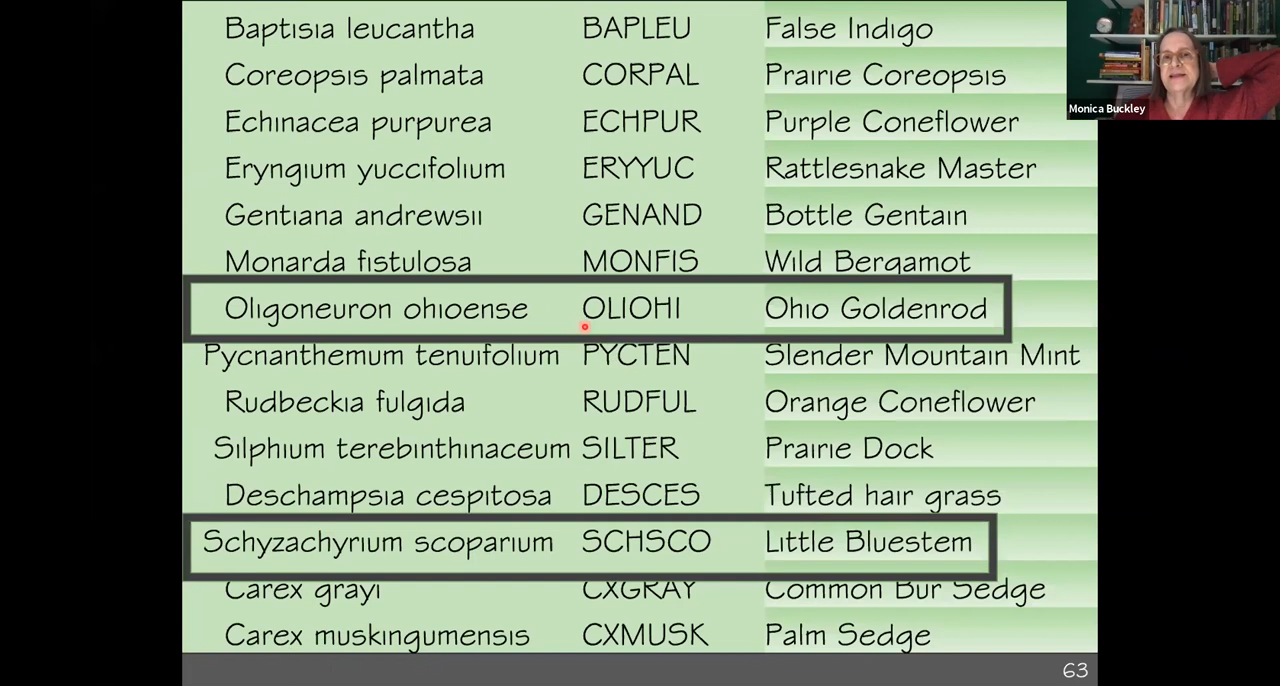 Baptisia leucantha BAPLEU False Indigo
Monica Buckley
Coreopsis palmata CORPAL Prairie Coreopsis
Echinacea purpurea ECHPUR Purple Coneflower
Eryngium yuccifolium ERYYUC Rattlesnake Master
Gentiana andrewsii GENAND Bottle Gentain
Monarda fistulosa MONFIS Wild Bergamot
Oligoneuron ohioense OLIOHI Ohio Goldenrod
Pycnanthemum tenuifolium PYCTEN Slender Mountain Mint
Rudbeckia fulgida RUDFUL Orange Coneflower
Silphium terebinthinaceum SILTER Prairie Dock
Deschampsia cespitosa DESCES Tufted hair grass
Schyzachyrium scoparium SCHSCO Little Bluestem
Carex grayi CXGRAY Common Bur Sedge
Carex muskingumensis CXMUSK Palm Sedge
63